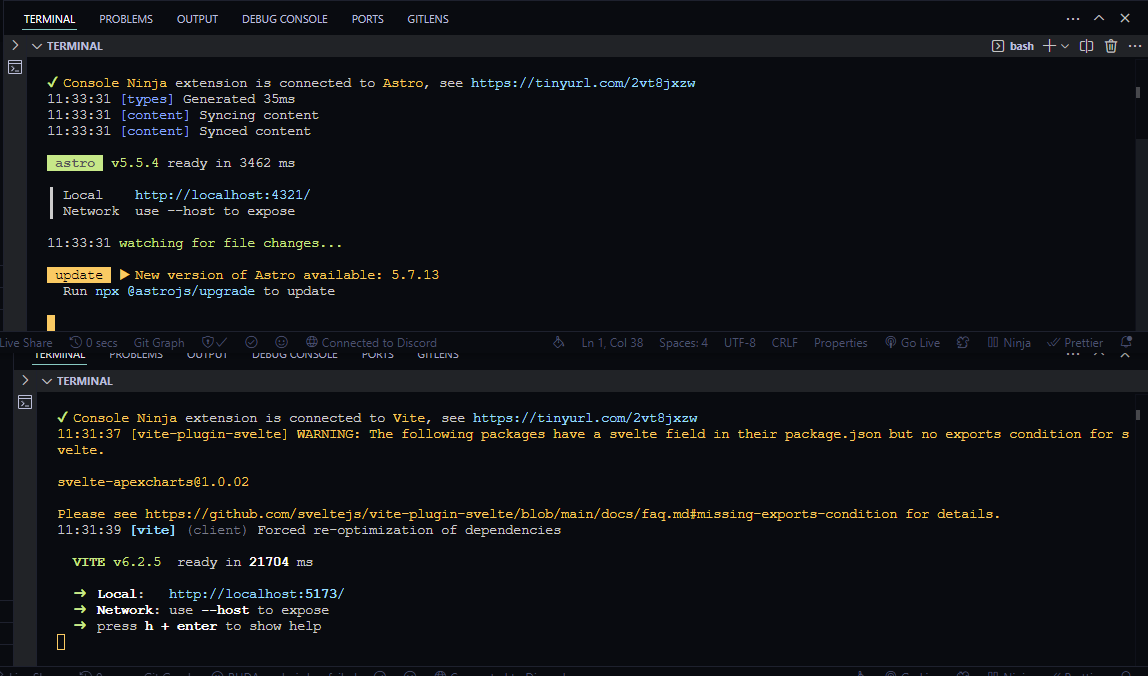 TERMINAL PROBLEMS OUTPUT DEBUG CONSOLE PORTS GITLENS
TERMINAL bash
✔ Console Ninja extension is connected to Astro, see https://tinyurl.com/2vt8jxzw
11:33:31 [types] Generated 35ms
11:33:31 [content] Syncing content
11:33:31 [content] Synced content
astro v5.5.4 ready in 3462 ms
Local http://localhost:4321/
Network use --host to expose
11:33:31 watching for file changes...
update ▶ New version of Astro available: 5.7.13
Run npx @astrojs/upgrade to update
Live Share 0 secs Git Graph Connected to Discord Ln 1, Col 38 Spaces: 4 UTF-8 CRLF Properties Go Live Ninja Prettier
TERMINAL PROBLEMS OUTPUT DEBUG CONSOLE PORTS GITLENS
TERMINAL
✔ Console Ninja extension is connected to Vite, see https://tinyurl.com/2vt8jxzw
11:31:37 [vite-plugin-svelte] WARNING: The following packages have a svelte field in their package.json but no exports condition for s
velte.
svelte-apexcharts@1.0.02
Please see https://github.com/sveltejs/vite-plugin-svelte/blob/main/docs/faq.md#missing-exports-condition for details.
11:31:39 [vite] (client) Forced re-optimization of dependencies
VITE v6.2.5 ready in 21704 ms
➜ Local: http://localhost:5173/
➜ Network: use --host to expose
➜ press h + enter to show help